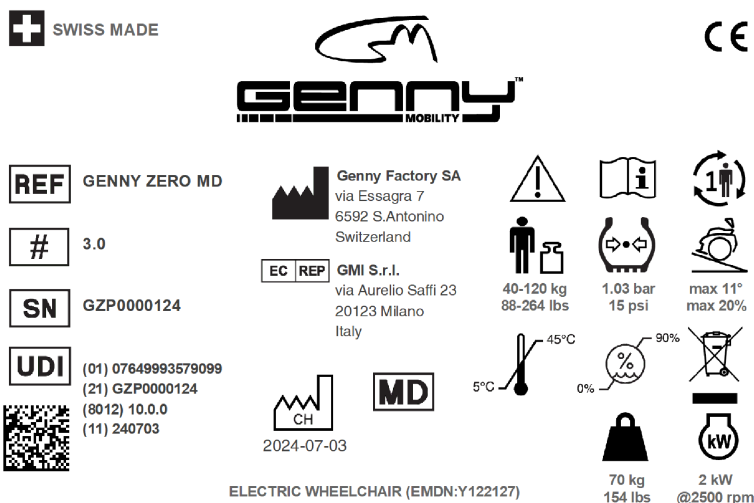 SWISS MADE
CE
GENNY™
MOBILITY
REF GENNY ZERO MD
# 3.0
SN GZP0000124
UDI (01) 07649993579099
(21) GZP0000124
(8012) 10.0.0
(11) 240703
Genny Factory SA
via Essagra 7
6592 S.Antonino
Switzerland
EC REP GMI S.r.l.
via Aurelio Saffi 23
20123 Milano
Italy
CH
2024-07-03
MD
i
1
40-120 kg
88-264 lbs
1.03 bar
15 psi
max 11°
max 20%
45°C
5°C
90%
%
0%
70 kg
154 lbs
kW
2 kW
@2500 rpm
ELECTRIC WHEELCHAIR (EMDN:Y122127)